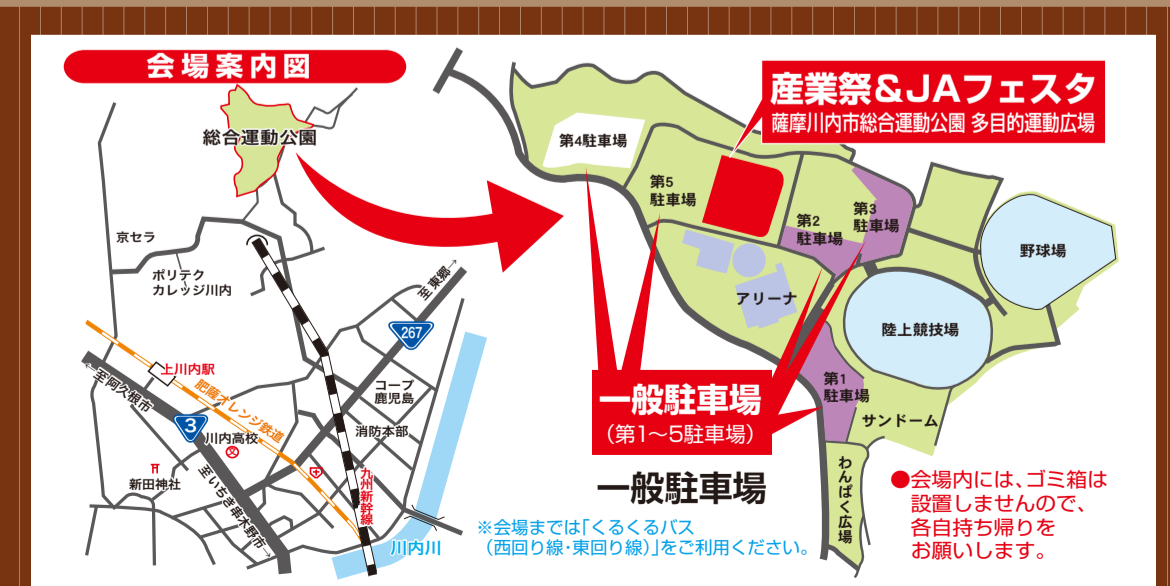 会場案内図
総合運動公園
京セラ
ポリテク
カレッジ川内
至東郷
267
上川内駅
至阿久根市
肥薩オレンジ鉄道
3
川内高校
コープ
鹿児島
消防本部
新田神社
至いちき串木野市
九州新幹線
川内川
産業祭&JAフェスタ
薩摩川内市総合運動公園 多目的運動広場
第4駐車場
第5
駐車場
第2
駐車場
第3
駐車場
野球場
アリーナ
陸上競技場
第1
駐車場
サンドーム
わんぱく広場
一般駐車場
(第1~5駐車場)
一般駐車場
※会場までは「くるくるバス
(西回り線・東回り線)」をご利用ください。
●会場内には、ゴミ箱は
設置しませんので、
各自持ち帰りを
お願いします。